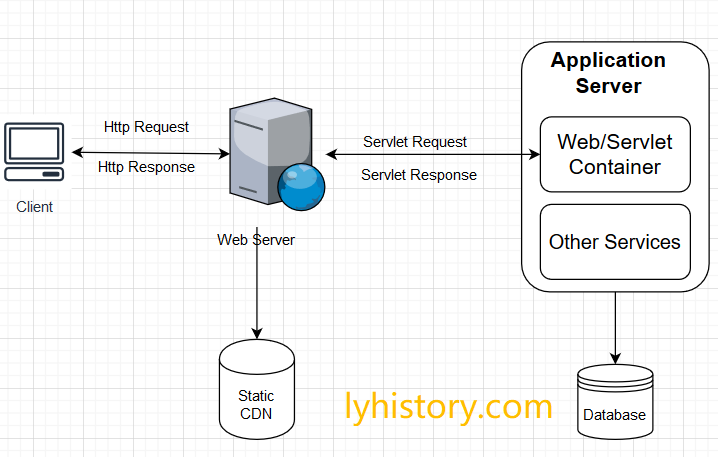 Application
Server
Http Request
Http Response
Servlet Request
Servlet Response
Web/Servlet
Container
Client
Web Server
Other Services
Static
CDN
lyhistory.com
Database